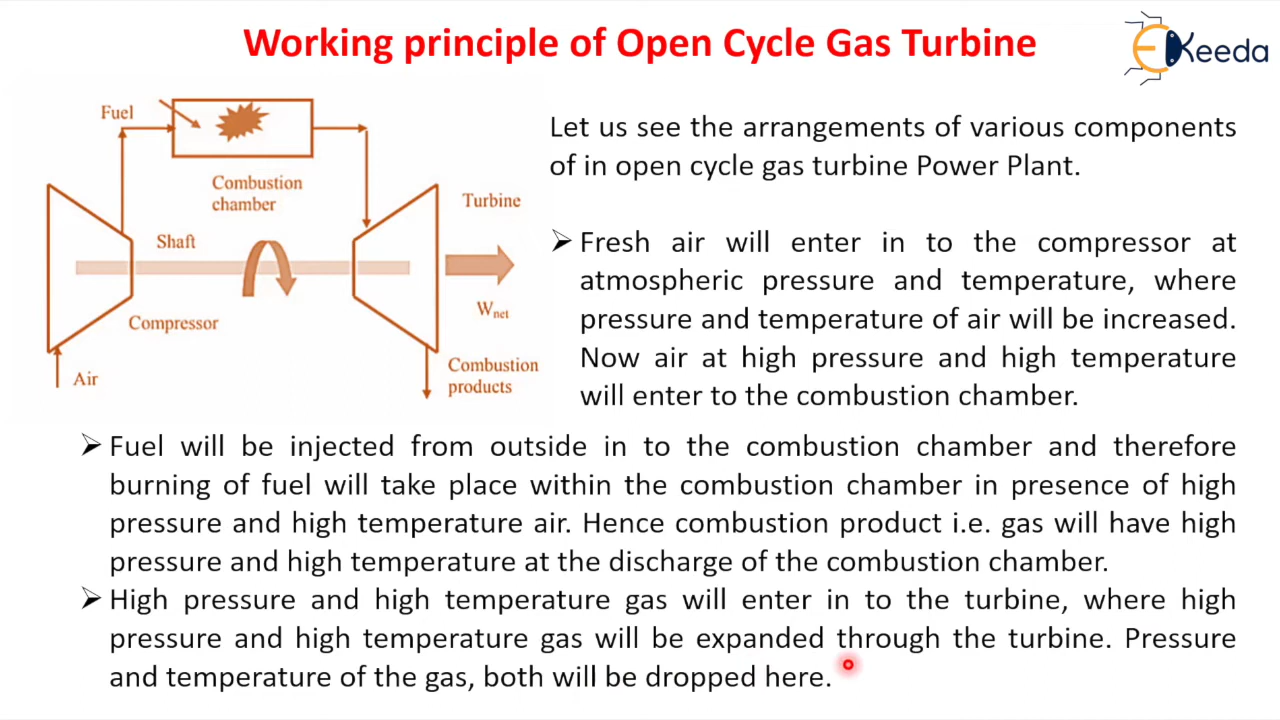 Working principle of Open Cycle Gas Turbine
EKeeda
Fuel
Combustion
chamber
Turbine
Shaft
Wnet
Compressor
Combustion
products
Air
Let us see the arrangements of various components
of in open cycle gas turbine Power Plant.
➢ Fresh air will enter in to the compressor at
atmospheric pressure and temperature, where
pressure and temperature of air will be increased.
Now air at high pressure and high temperature
will enter to the combustion chamber.
➢ Fuel will be injected from outside in to the combustion chamber and therefore
burning of fuel will take place within the combustion chamber in presence of high
pressure and high temperature air. Hence combustion product i.e. gas will have high
pressure and high temperature at the discharge of the combustion chamber.
➢ High pressure and high temperature gas will enter in to the turbine, where high
pressure and high temperature gas will be expanded through the turbine. Pressure
and temperature of the gas, both will be dropped here.